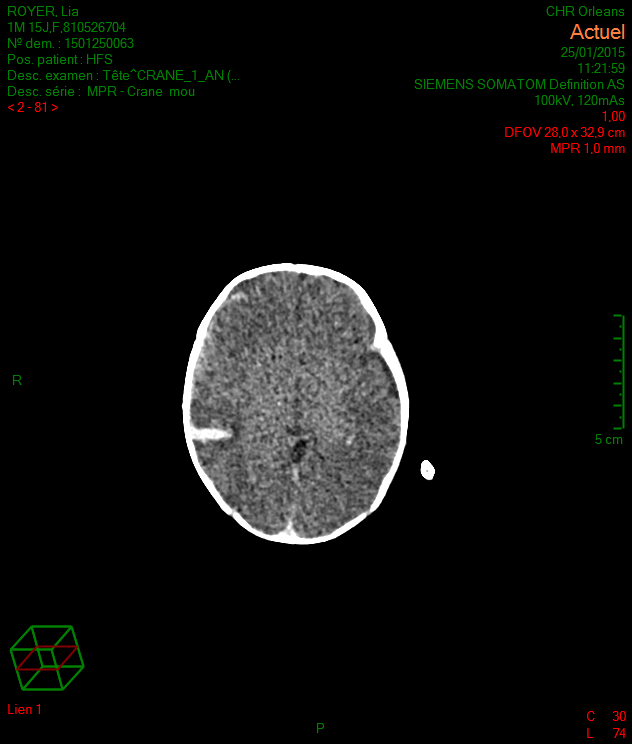 ROYER, Lia
1M 15J,F,810526704
Nº dem. : 1501250063
Pos. patient : HFS
Desc. examen : Tête^CRANE_1_AN (...
Desc. série : MPR - Crane mou
< 2 - 81 >
CHR Orleans
Actuel
25/01/2015
11:21:59
SIEMENS SOMATOM Definition AS
100kV, 120mAs
1,00
DFOV 28,0 x 32,9 cm
MPR 1,0 mm
R
5 cm
Lien 1
P
C 30
L 74